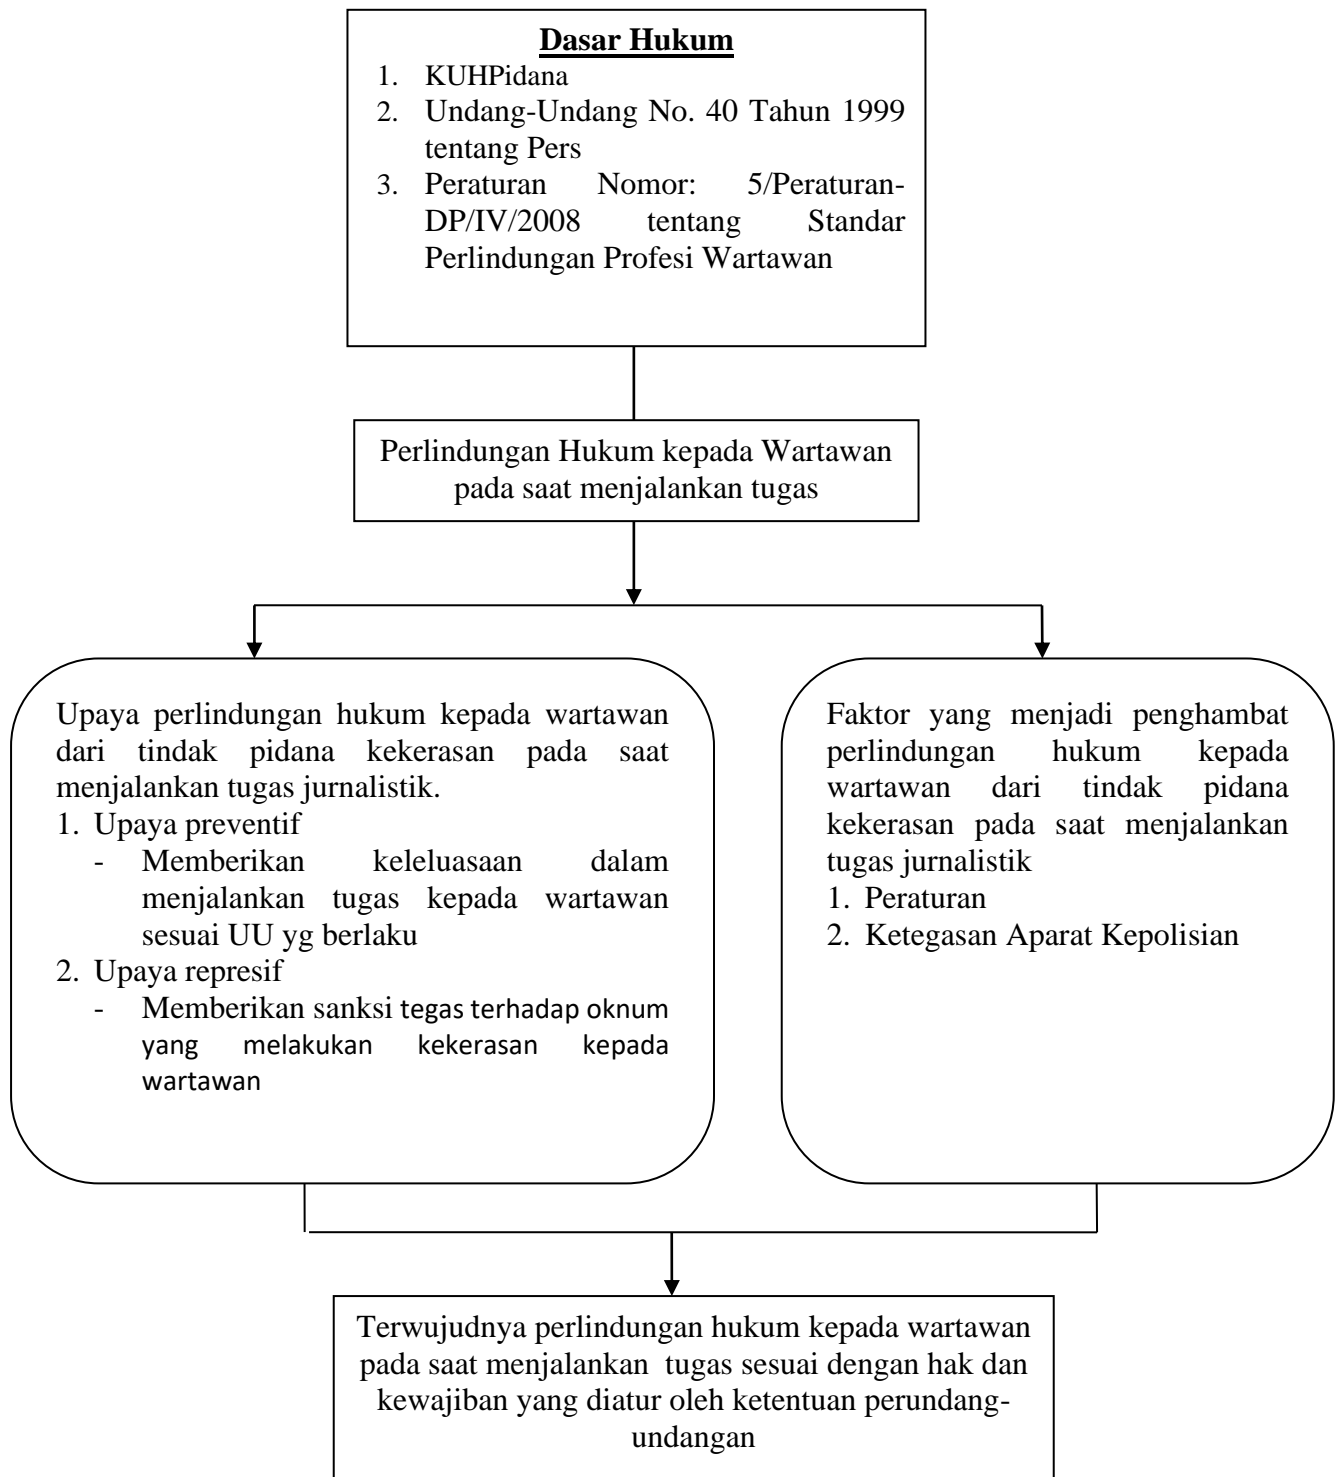 Dasar Hukum
1. KUHPidana
2. Undang-Undang No. 40 Tahun 1999
tentang Pers
3. Peraturan Nomor: 5/Peraturan-
DP/IV/2008 tentang Standar
Perlindungan Profesi Wartawan
Perlindungan Hukum kepada Wartawan
pada saat menjalankan tugas
Upaya perlindungan hukum kepada wartawan
dari tindak pidana kekerasan pada saat
menjalankan tugas jurnalistik.
1. Upaya preventif
- Memberikan keleluasaan dalam
menjalankan tugas kepada wartawan
sesuai UU yg berlaku
2. Upaya represif
- Memberikan sanksi tegas terhadap oknum
yang melakukan kekerasan kepada
wartawan
Faktor yang menjadi penghambat
perlindungan hukum kepada
wartawan dari tindak pidana
kekerasan pada saat menjalankan
tugas jurnalistik
1. Peraturan
2. Ketegasan Aparat Kepolisian
Terwujudnya perlindungan hukum kepada wartawan
pada saat menjalankan tugas sesuai dengan hak dan
kewajiban yang diatur oleh ketentuan perundang-
undangan